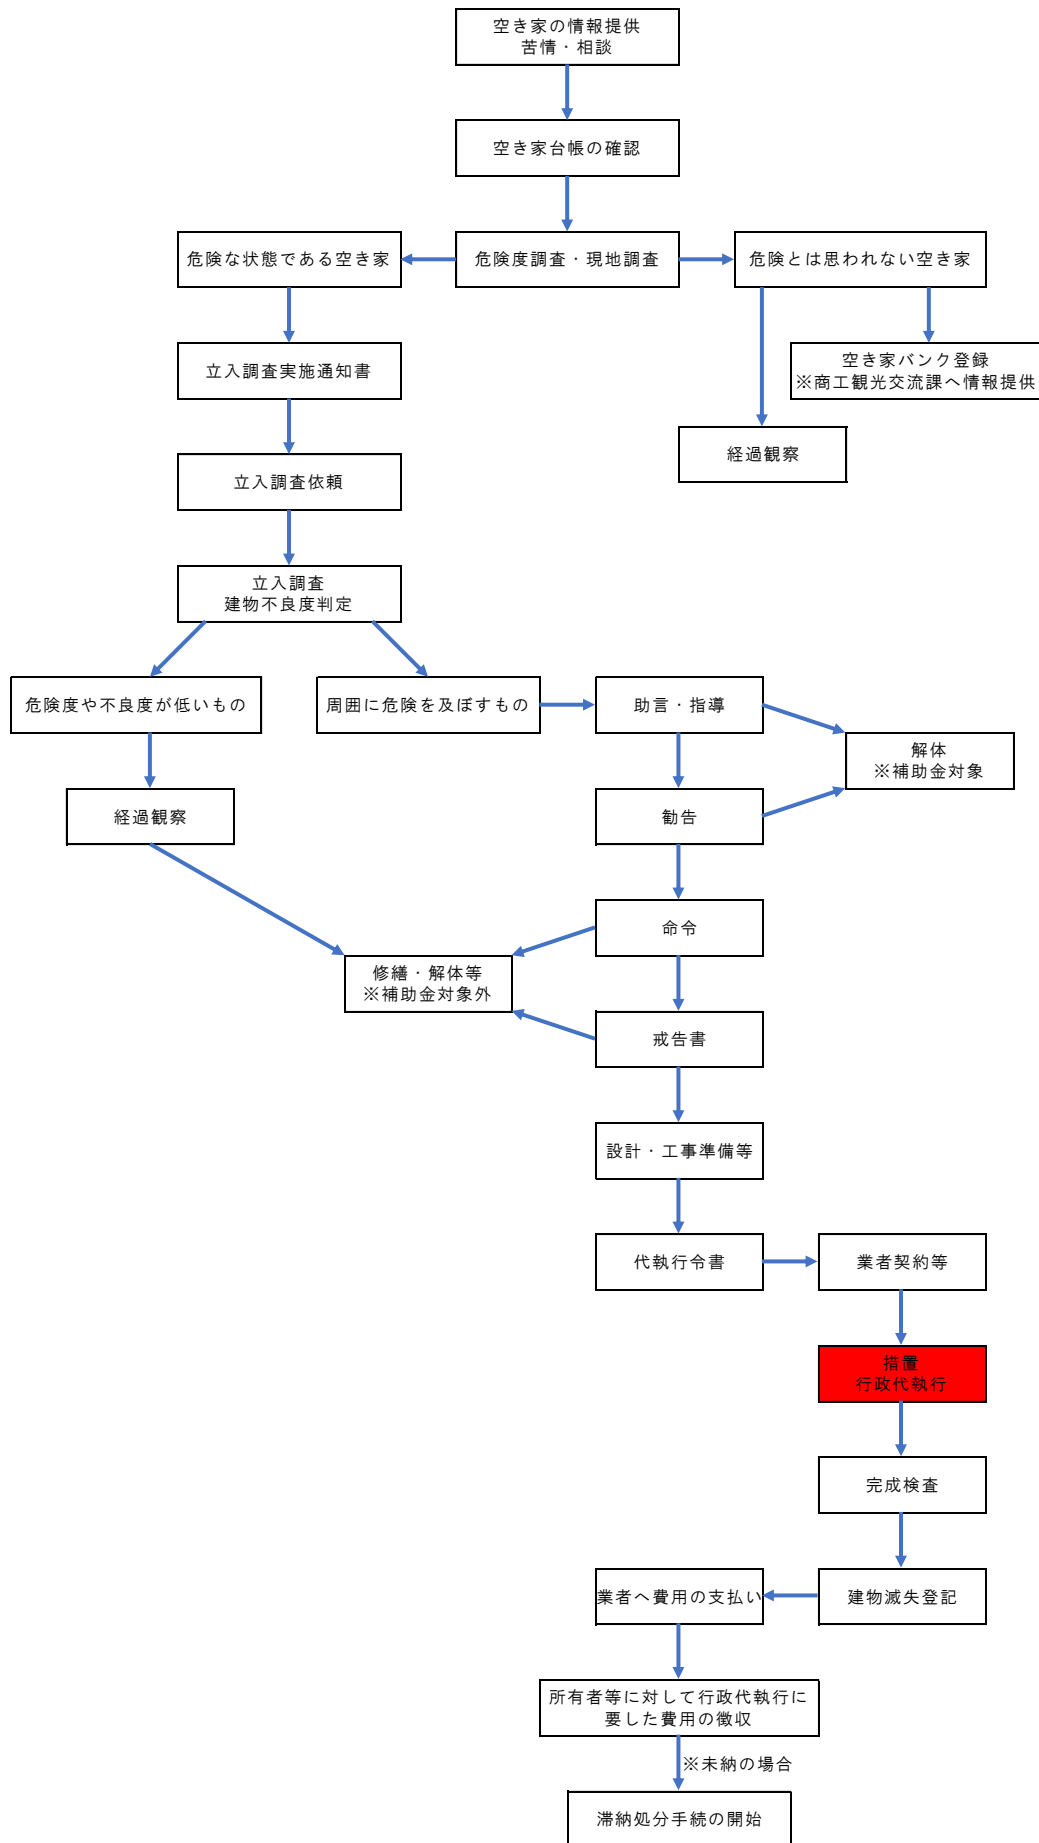 空き家の情報提供
苦情・相談
空き家台帳の確認
危険な状態である空き家
危険度調査・現地調査
危険とは思われない空き家
立入調査実施通知書
空き家バンク登録
※商工観光交流課へ情報提供
経過観察
立入調査依頼
立入調査
建物不良度判定
危険度や不良度が低いもの
周囲に危険を及ぼすもの
助言・指導
解体
※補助金対象
経過観察
勧告
命令
修繕・解体等
※補助金対象外
戒告書
設計・工事準備等
代執行令書
業者契約等
措置
行政代執行
完成検査
業者へ費用の支払い
建物滅失登記
所有者等に対して行政代執行に
要した費用の徴収
※未納の場合
滞納処分手続の開始